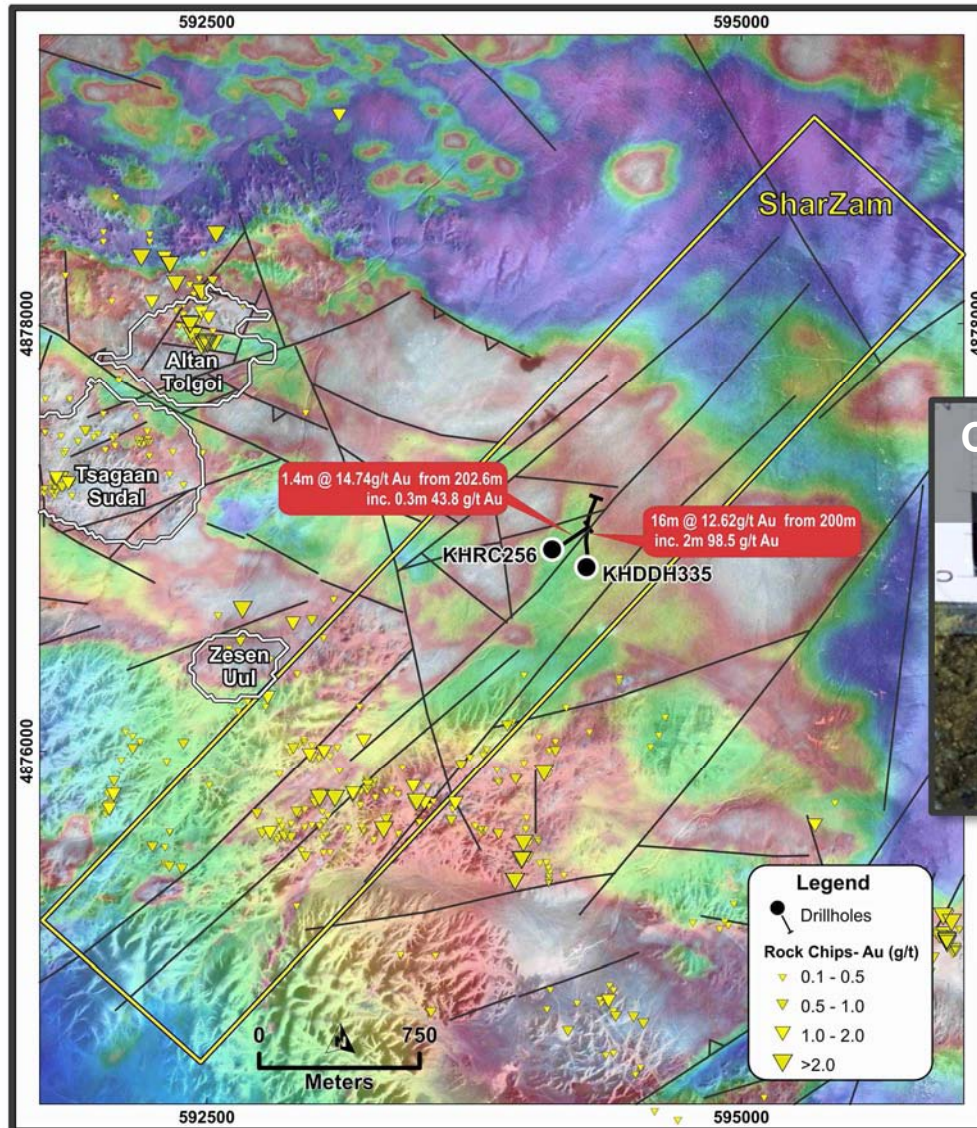 592500
595000
SharZam
4878000
4878000
Altan
Tolgoi
Tsagaan
Sudal
1.4m @ 14.74g/t Au from 202.6m
inc. 0.3m 43.8 g/t Au
16m @ 12.62g/t Au from 200m
inc. 2m 98.5 g/t Au
KHRC256
KHDDH335
Zesen
Uul
4876000
0
750
Meters
Legend
Drillholes
Rock Chips- Au (g/t)
0.1 - 0.5
0.5 - 1.0
1.0 - 2.0
>2.0
592500
595000